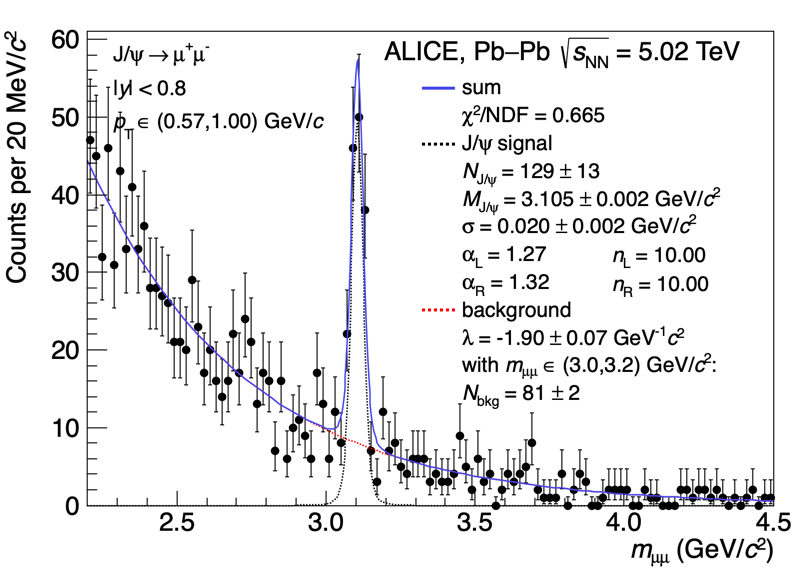 Counts per 20 MeV/c²
60
50
40
30
20
10
0
J/ψ → μ⁺μ⁻
|y| < 0.8
p_T ∈ (0.57,1.00) GeV/c
ALICE, Pb–Pb √s_NN = 5.02 TeV
sum
χ²/NDF = 0.665
J/ψ signal
N_J/ψ = 129 ± 13
M_J/ψ = 3.105 ± 0.002 GeV/c²
σ = 0.020 ± 0.002 GeV/c²
α_L = 1.27 n_L = 10.00
α_R = 1.32 n_R = 10.00
background
λ = -1.90 ± 0.07 GeV⁻¹c²
with m_μμ ∈ (3.0,3.2) GeV/c²:
N_bkg = 81 ± 2
2.5 3.0 3.5 4.0 4.5
m_μμ (GeV/c²)